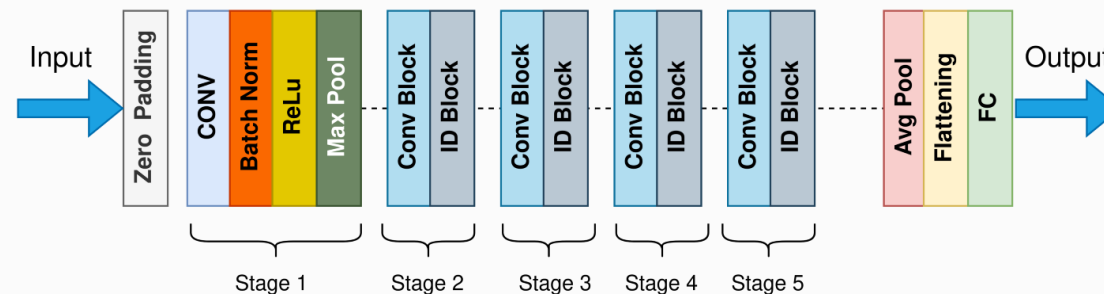 Input
Zero Padding
CONV
Batch Norm
ReLu
Max Pool
Conv Block
ID Block
Conv Block
ID Block
Conv Block
ID Block
Conv Block
ID Block
Avg Pool
Flattening
FC
Output
Stage 1
Stage 2
Stage 3
Stage 4
Stage 5